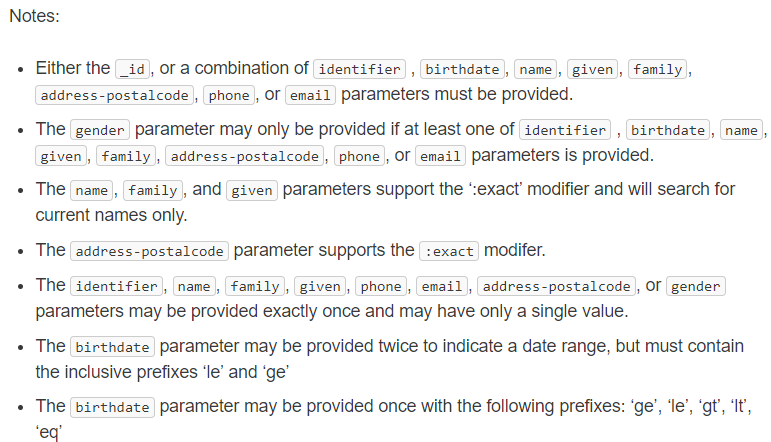 Notes:
• Either the _id, or a combination of identifier , birthdate, name, given, family,
address-postalcode, phone, or email parameters must be provided.
• The gender parameter may only be provided if at least one of identifier , birthdate, name,
given, family, address-postalcode, phone, or email parameters is provided.
• The name, family, and given parameters support the ‘:exact’ modifier and will search for
current names only.
• The address-postalcode parameter supports the :exact modifer.
• The identifier, name, family, given, phone, email, address-postalcode, or gender
parameters may be provided exactly once and may have only a single value.
• The birthdate parameter may be provided twice to indicate a date range, but must contain
the inclusive prefixes ‘le’ and ‘ge’
• The birthdate parameter may be provided once with the following prefixes: ‘ge’, ‘le’, ‘gt’, ‘lt’,
‘eq’